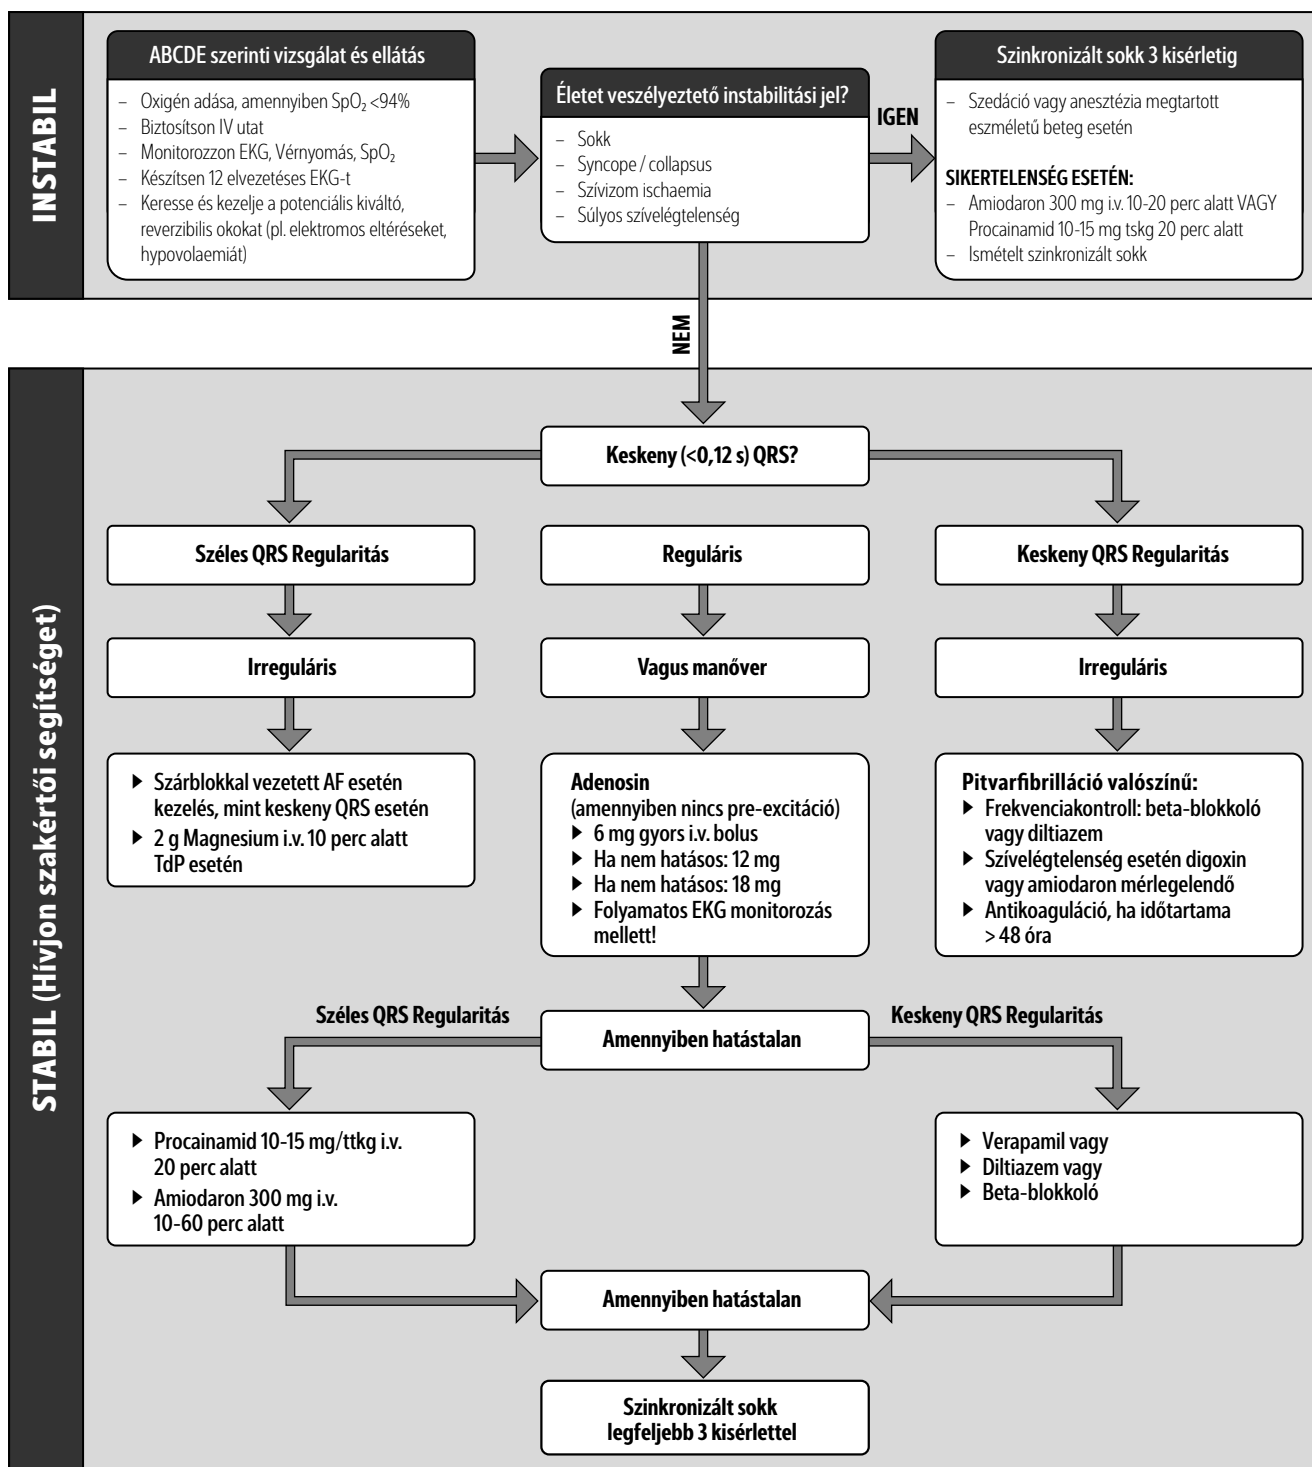 INSTABIL
ABCDE szerinti vizsgálat és ellátás
– Oxigén adása, amennyiben SpO₂ <94%
– Biztosítson IV utat
– Monitorozzon EKG, Vérnyomás, SpO₂
– Készítsen 12 elvezetéses EKG-t
– Keresse és kezelje a potenciális kiváltó,
reverzibilis okokat (pl. elektromos eltéréseket,
hypovolaemiát)
Életet veszélyeztető instabilitási jel?
– Sokk
– Syncope / collapsus
– Szívizom ischaemia
– Súlyos szívelégtelenség
IGEN
Szinkronizált sokk 3 kisérletig
– Szedáció vagy anesztézia megtartott
eszméletű beteg esetén
SIKERTELENSÉG ESETÉN:
– Amiodaron 300 mg i.v. 10-20 perc alatt VAGY
Procainamid 10-15 mg tskg 20 perc alatt
– Ismételt szinkronizált sokk
NEM
STABIL (Hívjon szakértői segítséget)
Keskeny (<0,12 s) QRS?
Széles QRS Regularitás
Reguláris
Keskeny QRS Regularitás
Irreguláris
Vagus manőver
Irreguláris
▶ Szárblokkal vezetett AF esetén
kezelés, mint keskeny QRS esetén
▶ 2 g Magnesium i.v. 10 perc alatt
TdP esetén
Adenosin
(amennyiben nincs pre-excitáció)
▶ 6 mg gyors i.v. bolus
▶ Ha nem hatásos: 12 mg
▶ Ha nem hatásos: 18 mg
▶ Folyamatos EKG monitorozás
mellett!
Pitvarfibrilláció valószínű:
▶ Frekvenciakontroll: beta-blokkoló
vagy diltiazem
▶ Szívelégtelenség esetén digoxin
vagy amiodaron mérlegelendő
▶ Antikoaguláció, ha időtartama
> 48 óra
Széles QRS Regularitás
Amennyiben hatástalan
Keskeny QRS Regularitás
▶ Procainamid 10-15 mg/ttkg i.v.
20 perc alatt
▶ Amiodaron 300 mg i.v.
10-60 perc alatt
▶ Verapamil vagy
▶ Diltiazem vagy
▶ Beta-blokkoló
Amennyiben hatástalan
Szinkronizált sokk
legfeljebb 3 kisérlettel